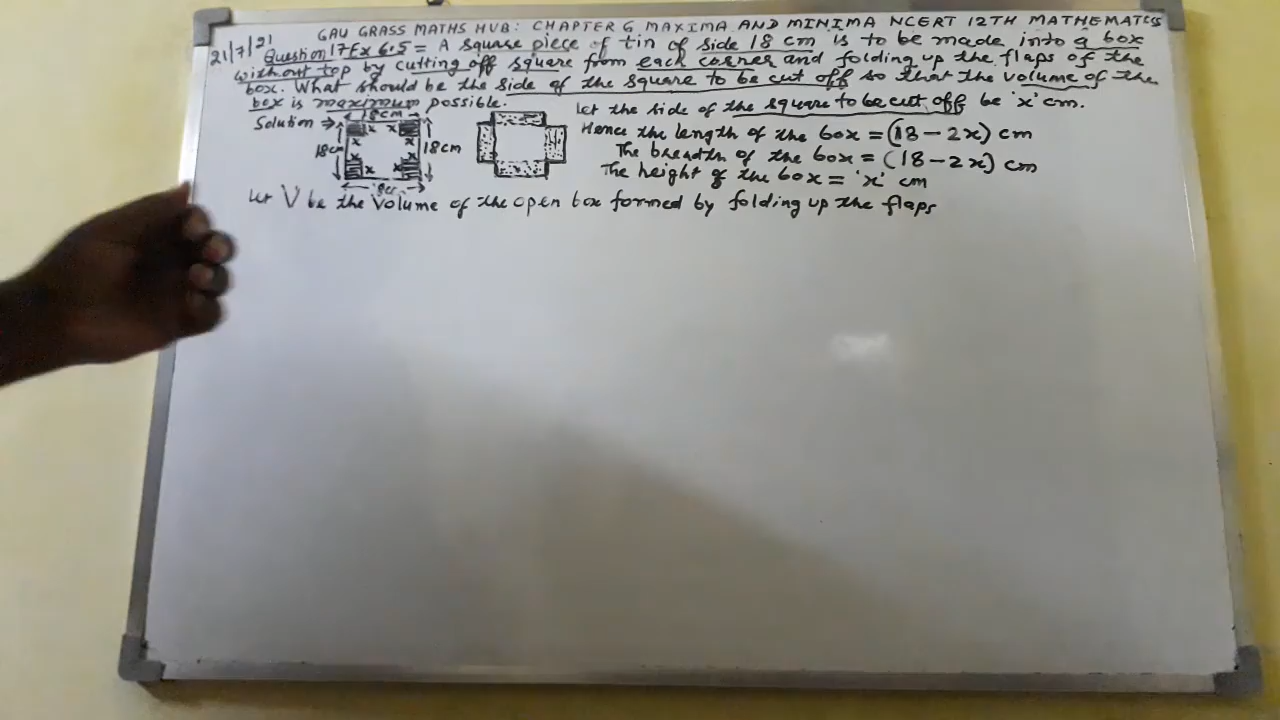 GAU GRASS MATHS HUB: CHAPTER 6 MAXIMA AND MINIMA NCERT 12TH MATHEMATICS
21/7/21 Question 17 Ex 6.5 = A square piece of tin of side 18 cm is to be made into a box
without top by cutting off square from each corner and folding up the flaps of the
box. What should be the side of the square to be cut off so that the volume of the
box is maximum possible.
Let the side of the square to be cut off be 'x' cm.
Solution ⇒
18cm
x x
18cm
x x
18cm
x x
18c
Hence the length of the box = (18 - 2x) cm
The breadth of the box = (18 - 2x) cm
The height of the box = 'x' cm
Let V be the Volume of the open box formed by folding up the flaps